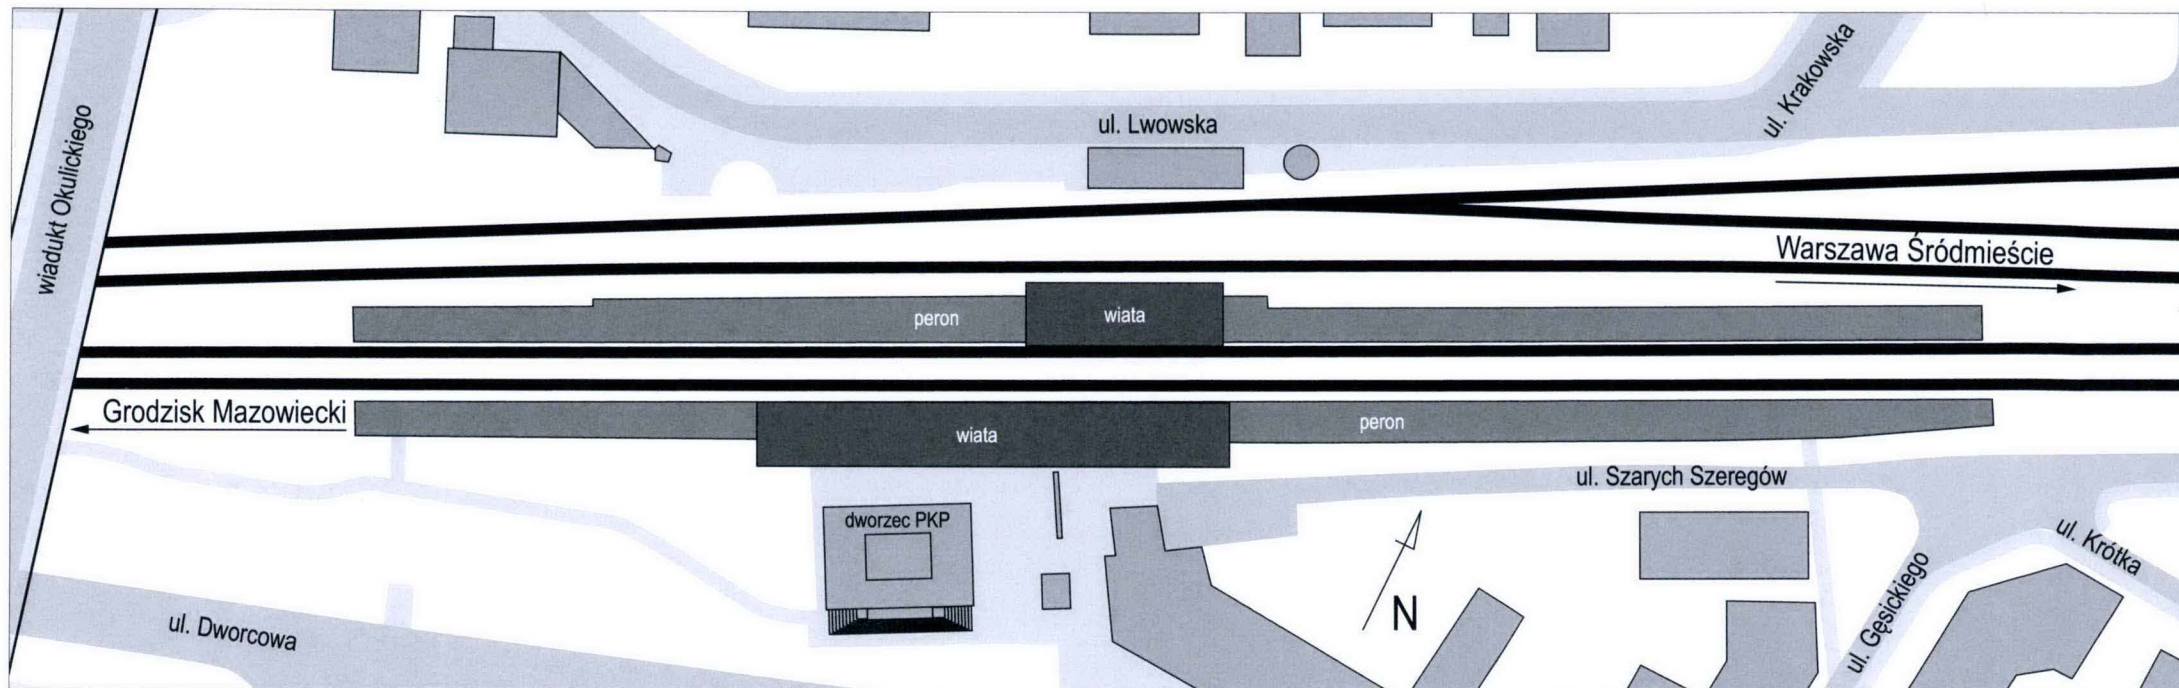 ul. Krakowska
ul. Lwowska
wiadukt Okulickiego
Warszawa Śródmieście
peron
wiata
Grodzisk Mazowiecki
wiata
peron
ul. Szarych Szeregów
dworzec PKP
ul. Krótka
N
ul. Gęsickiego
ul. Dworcowa